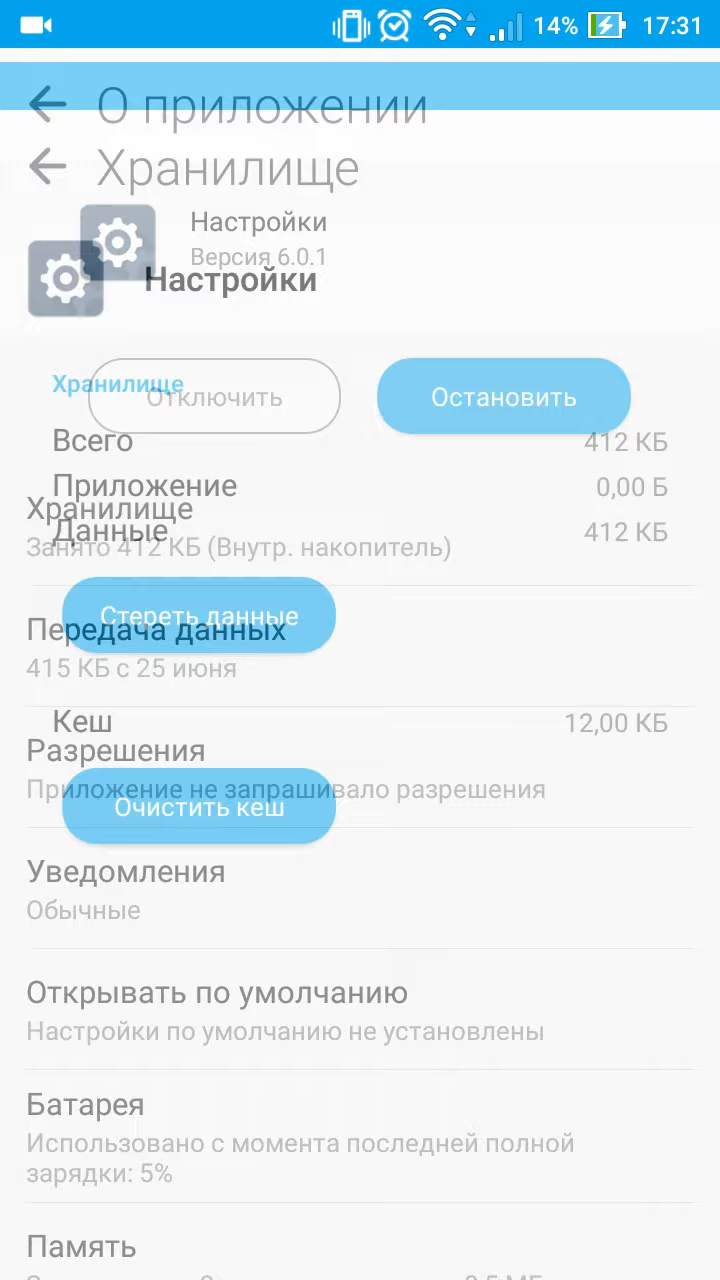 14% 17:31
О приложении
Хранилище
Настройки
Версия 6.0.1
Настройки
Хранилище
Отключить Остановить
Всего 412 КБ
Приложение 0,00 Б
Хранилище
Данные 412 КБ
Занято 412 КБ (Внутр. накопитель)
Стереть данные
Передача данных
415 КБ с 25 июня
Кеш 12,00 КБ
Разрешения
Приложение не запрашивало разрешения
Очистить кеш
Уведомления
Обычные
Открывать по умолчанию
Настройки по умолчанию не установлены
Батарея
Использовано с момента последней полной
зарядки: 5%
Память